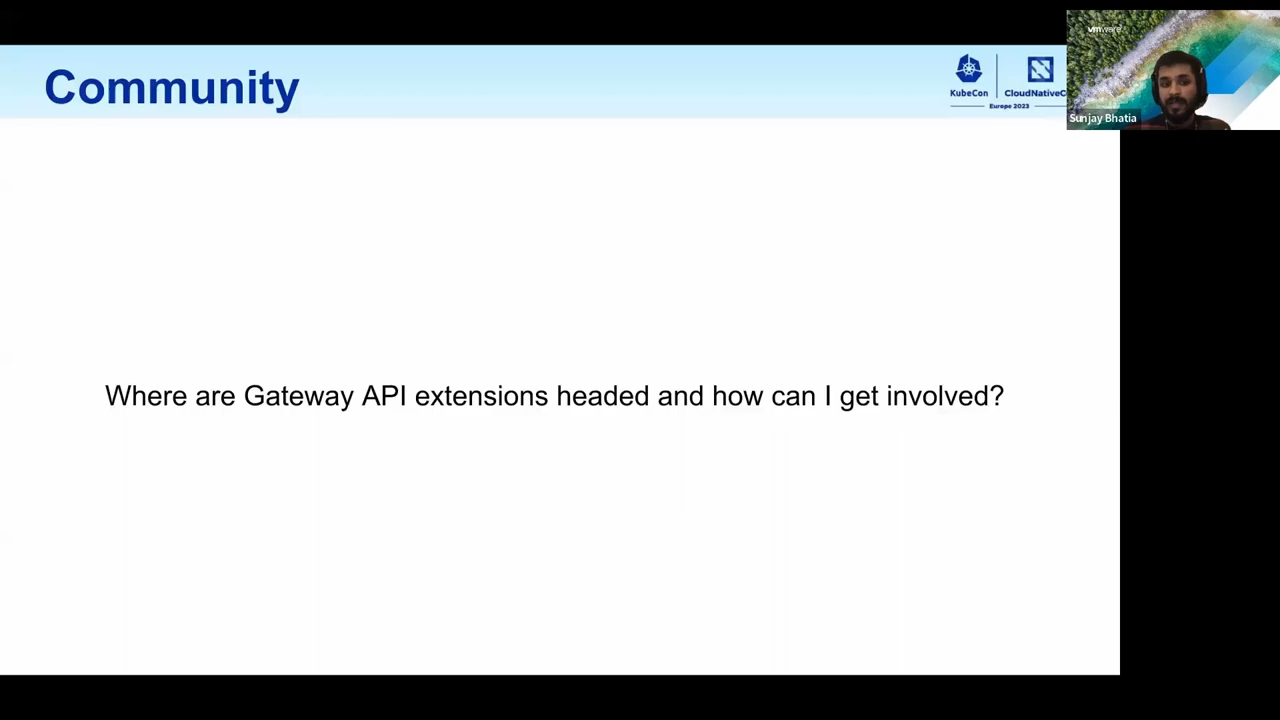 Community
KubeCon
CloudNativeC
Europe 2023
vmware
Sunjay Bhatia
Where are Gateway API extensions headed and how can I get involved?